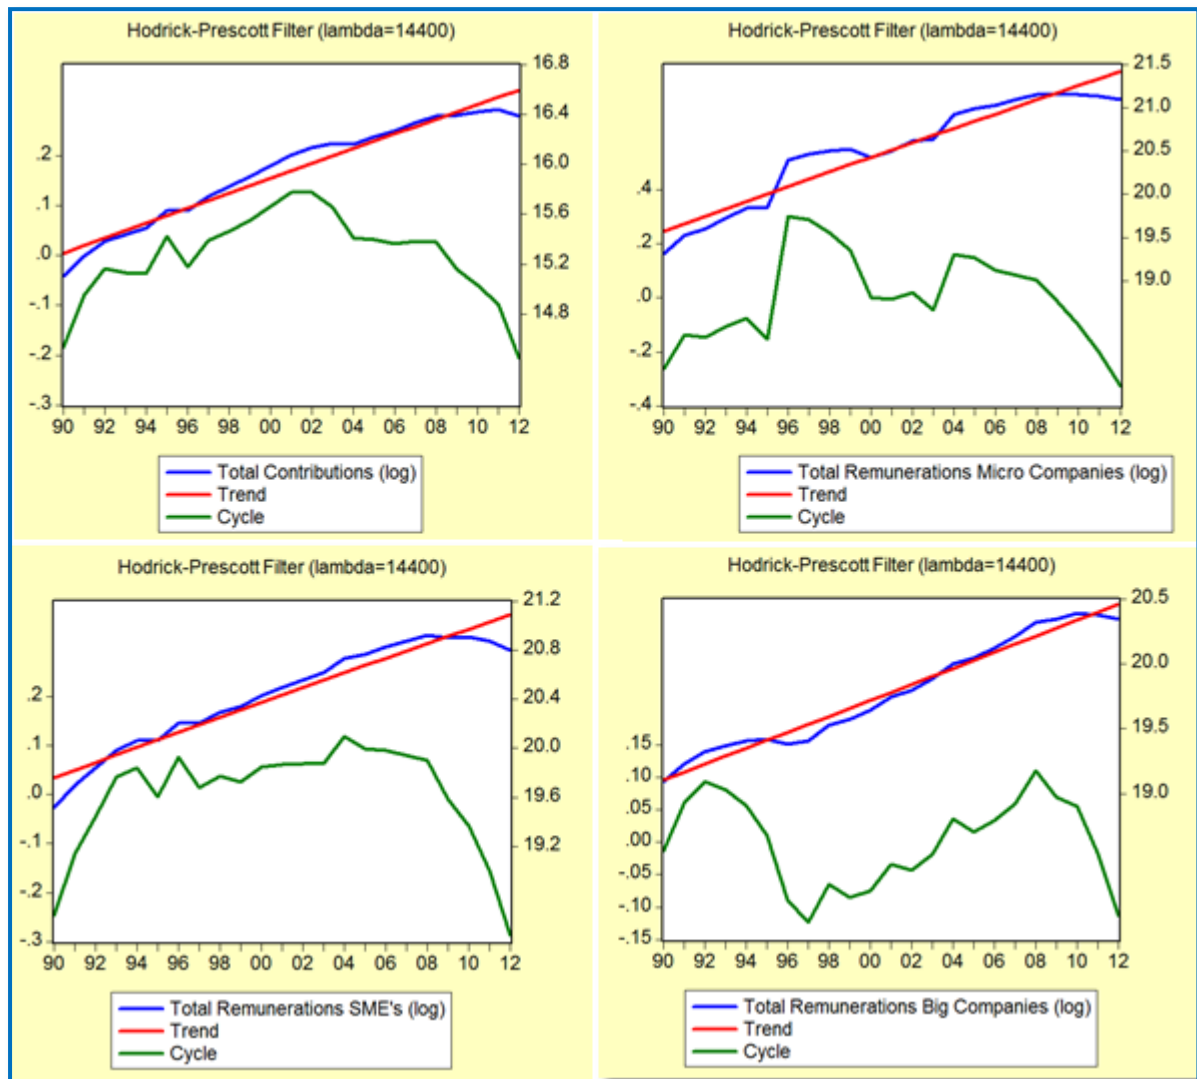 Hodrick-Prescott Filter (lambda=14400)
16.8
16.4
16.0
15.6
15.2
14.8
.2
.1
.0
-.1
-.2
-.3
90 92 94 96 98 00 02 04 06 08 10 12
Total Contributions (log)
Trend
Cycle
Hodrick-Prescott Filter (lambda=14400)
21.5
21.0
20.5
20.0
19.5
19.0
.4
.2
.0
-.2
-.4
90 92 94 96 98 00 02 04 06 08 10 12
Total Remunerations Micro Companies (log)
Trend
Cycle
Hodrick-Prescott Filter (lambda=14400)
21.2
20.8
20.4
20.0
19.6
19.2
.2
.1
.0
-.1
-.2
-.3
90 92 94 96 98 00 02 04 06 08 10 12
Total Remunerations SME's (log)
Trend
Cycle
Hodrick-Prescott Filter (lambda=14400)
20.5
20.0
19.5
19.0
.15
.10
.05
.00
-.05
-.10
-.15
90 92 94 96 98 00 02 04 06 08 10 12
Total Remunerations Big Companies (log)
Trend
Cycle